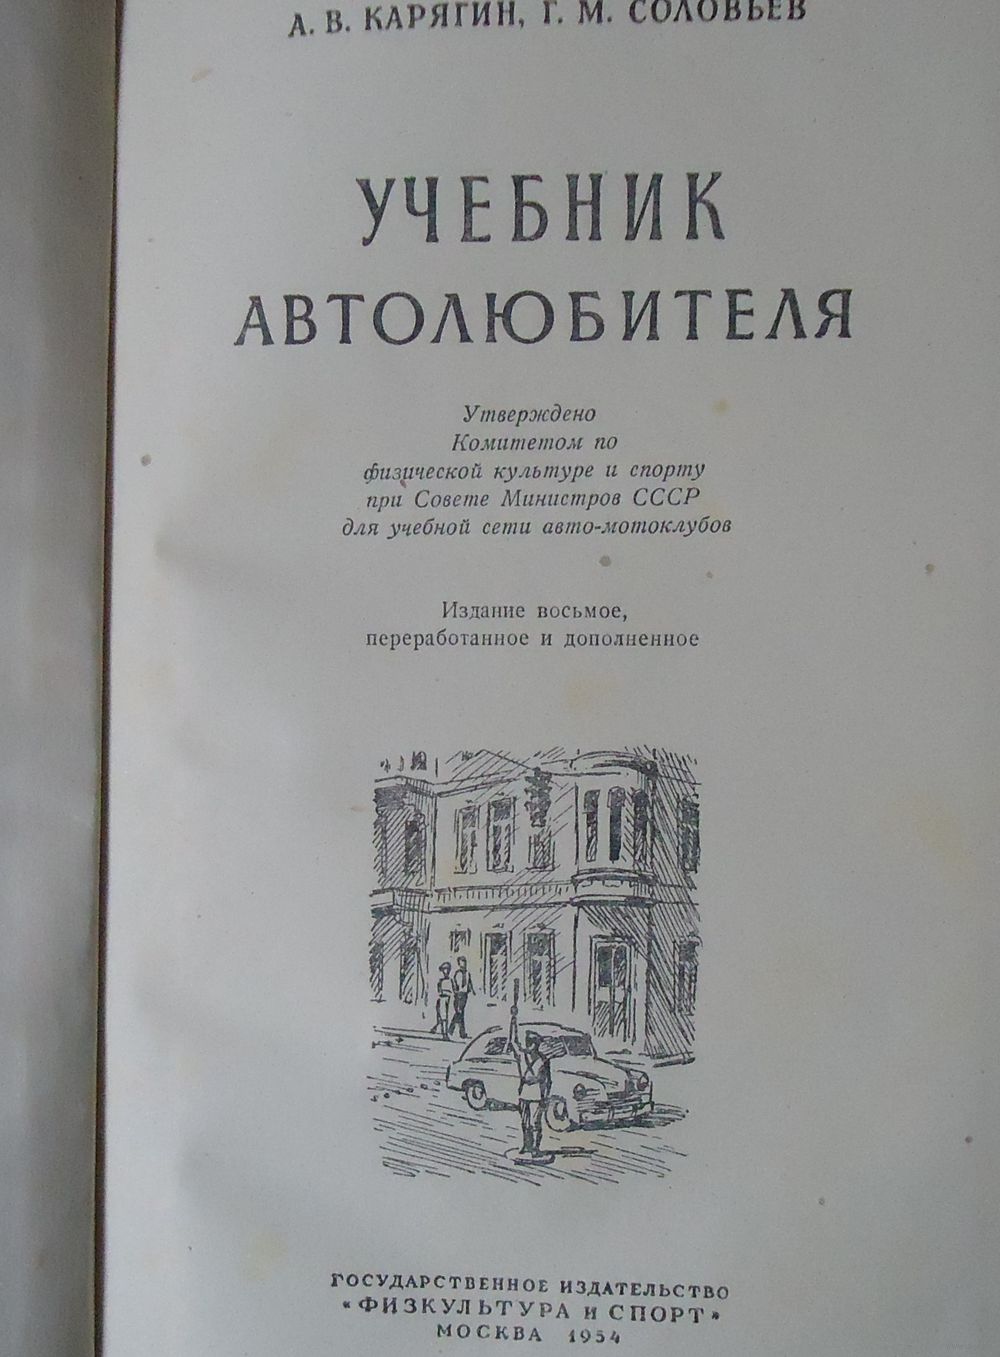 А. В. КАРЯГИН, Г. М. СОЛОВЬЕВ
УЧЕБНИК
АВТОЛЮБИТЕЛЯ
Утверждено
Комитетом по
физической культуре и спорту
при Совете Министров СССР
для учебной сети авто-мотоклубов
Издание восьмое,
переработанное и дополненное
ГОСУДАРСТВЕННОЕ ИЗДАТЕЛЬСТВО
«ФИЗКУЛЬТУРА и СПОРТ»
МОСКВА 1954